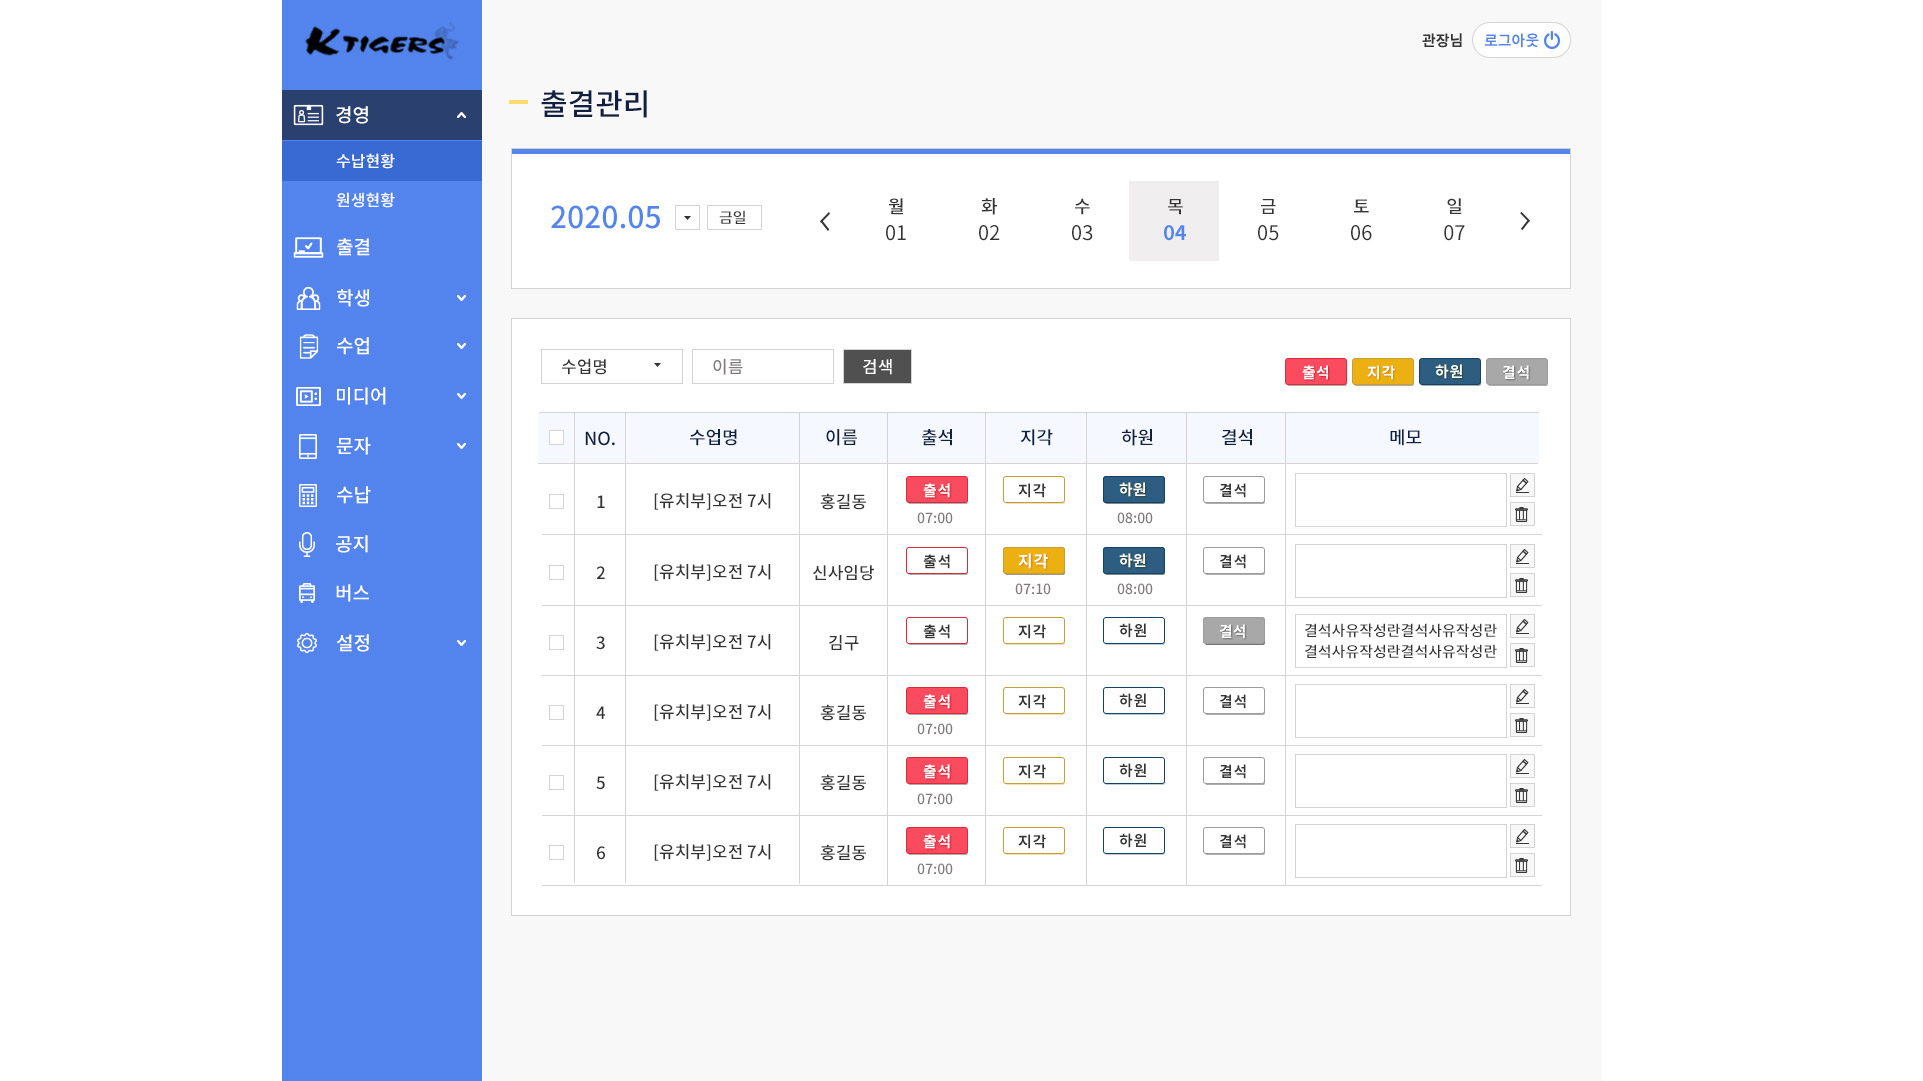 KTIGERS
관장님 로그아웃
경영
수납현황
원생현황
출결
학생
수업
미디어
문자
수납
공지
버스
설정
출결관리
2020.05 금일
월 화 수 목 금 토 일
01 02 03 04 05 06 07
수업명 이름 검색
출석 지각 하원 결석
NO. 수업명 이름 출석 지각 하원 결석 메모
1 [유치부]오전 7시 홍길동 출석 지각 하원 결석
07:00 08:00
2 [유치부]오전 7시 신사임당 출석 지각 하원 결석
07:10 08:00
3 [유치부]오전 7시 김구 출석 지각 하원 결석 결석사유작성란결석사유작성란
결석사유작성란결석사유작성란
4 [유치부]오전 7시 홍길동 출석 지각 하원 결석
07:00
5 [유치부]오전 7시 홍길동 출석 지각 하원 결석
07:00
6 [유치부]오전 7시 홍길동 출석 지각 하원 결석
07:00